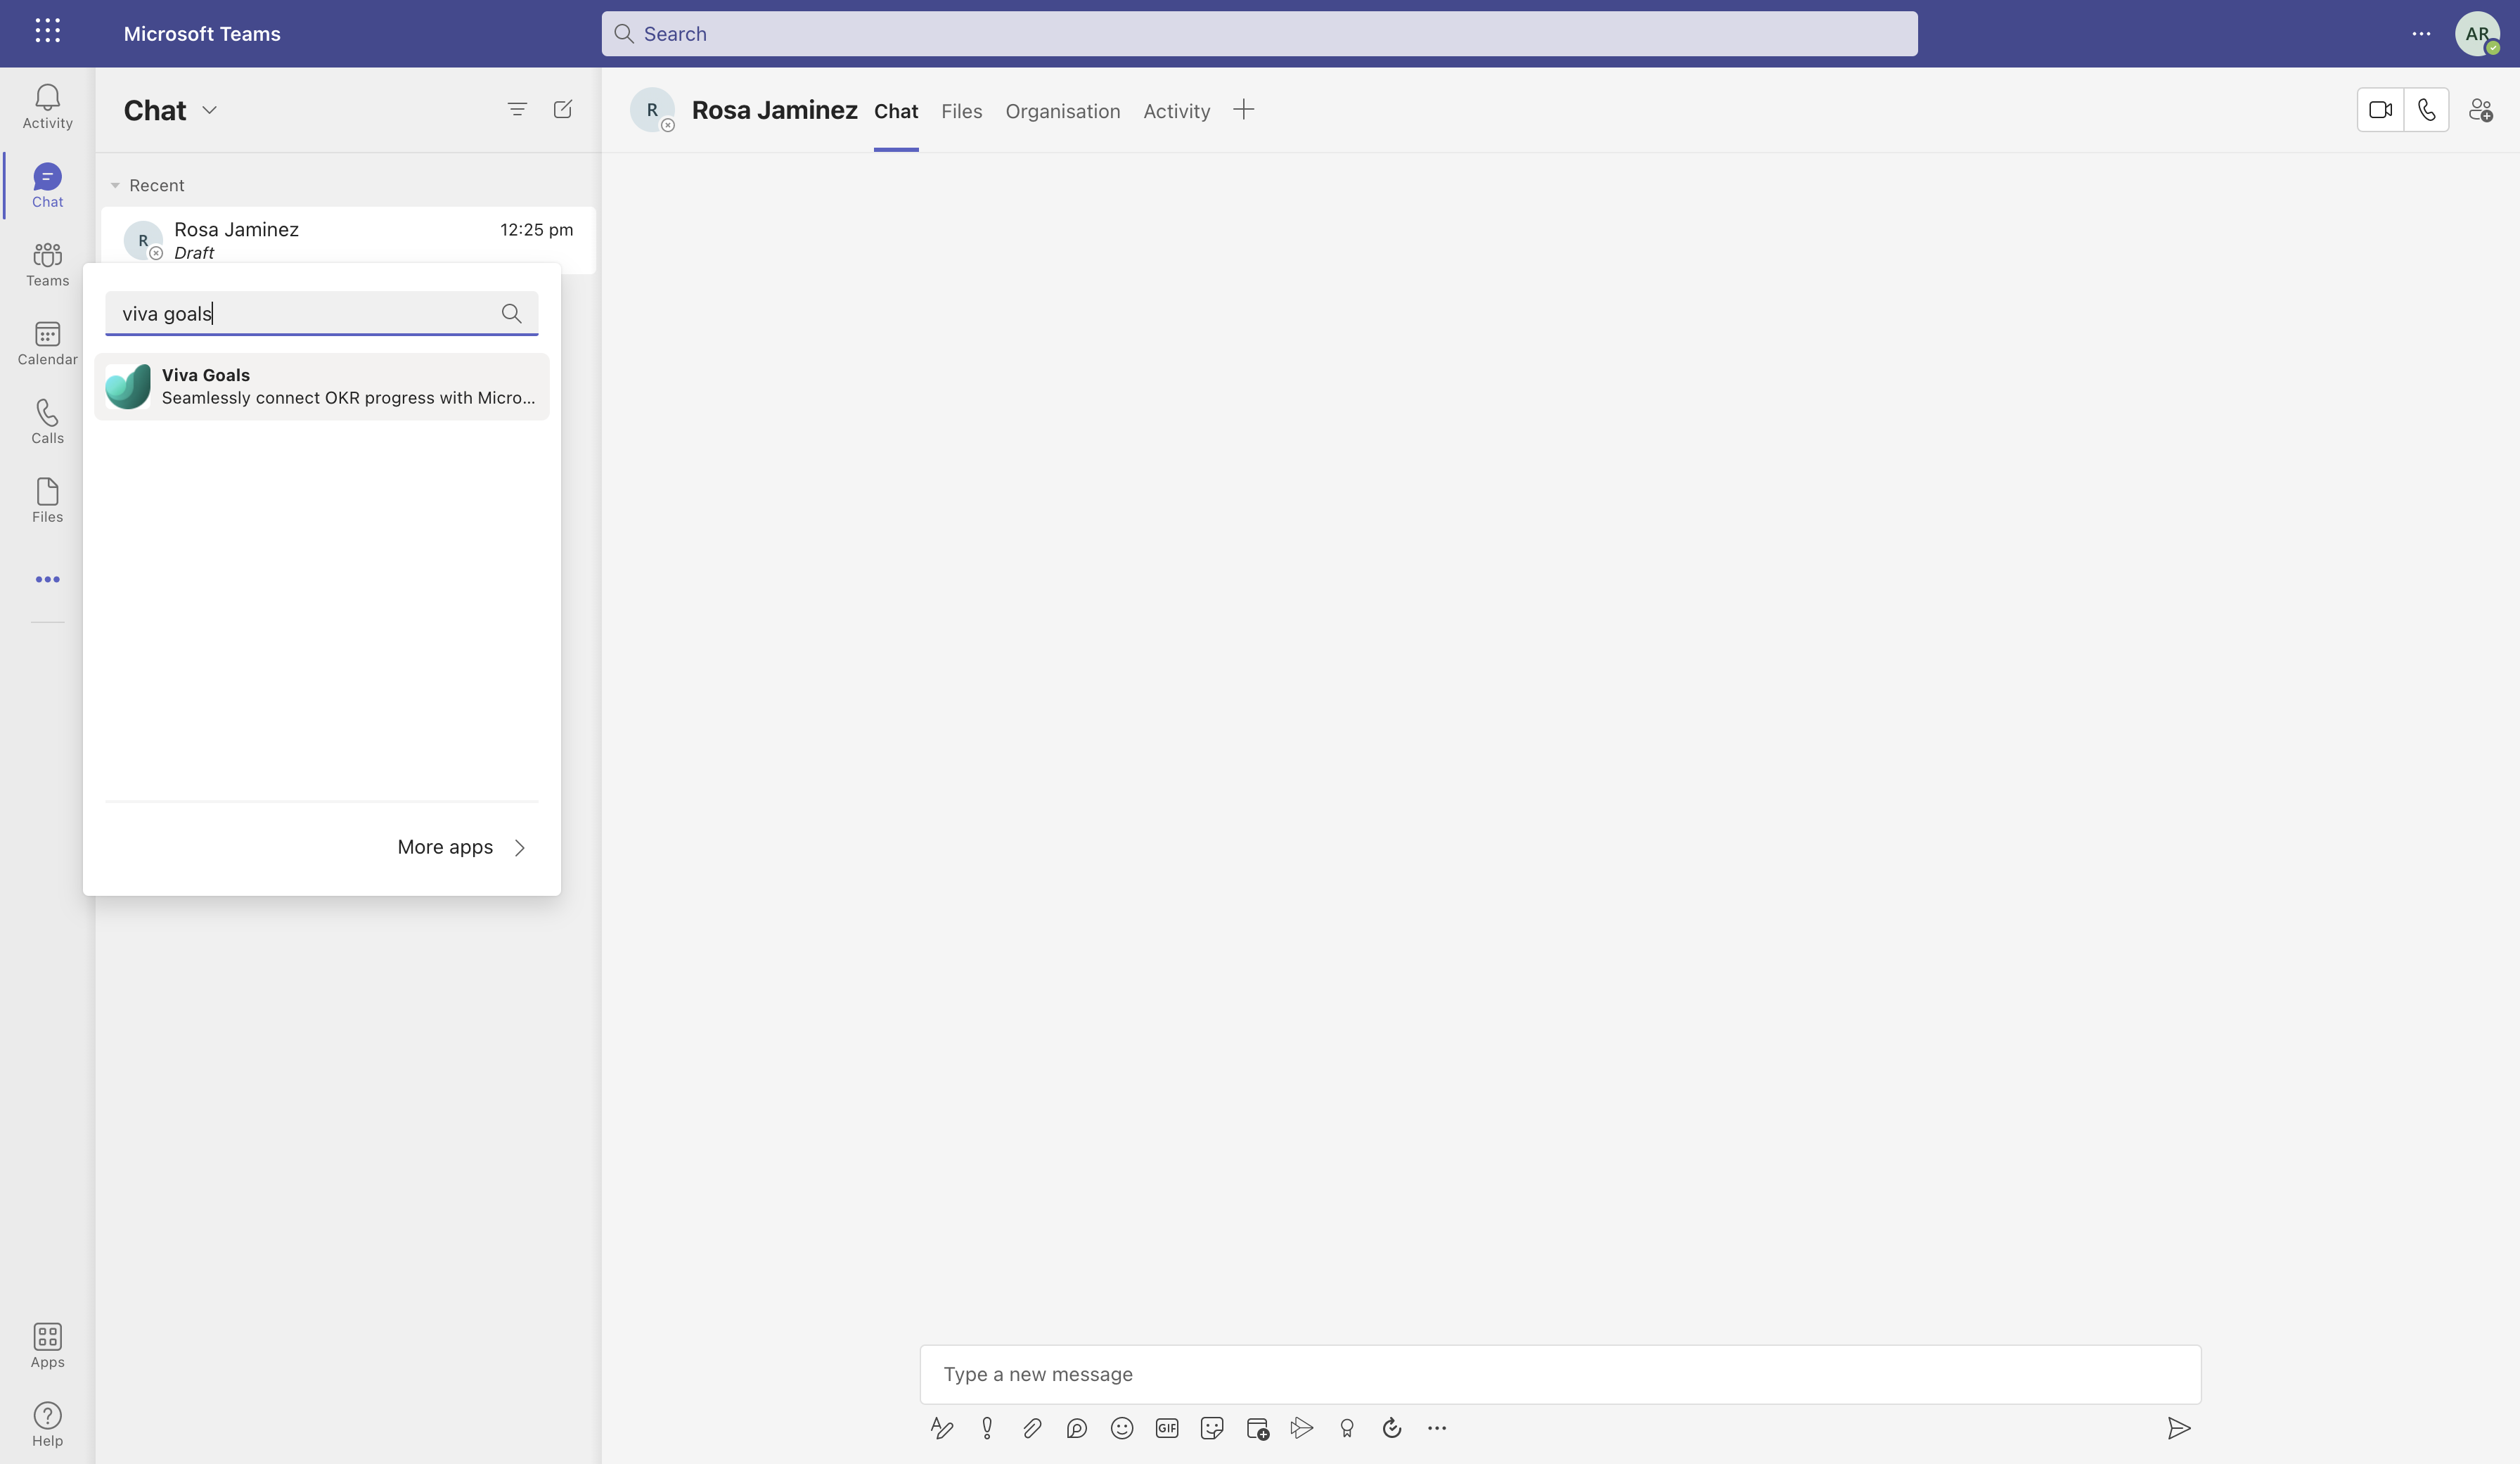 Microsoft Teams
Search
AR
Activity
Chat
Teams
Calendar
Calls
Files
Apps
Help
Chat
Recent
R
Rosa Jaminez
12:25 pm
Draft
viva goals
Viva Goals
Seamlessly connect OKR progress with Micro...
More apps
R
Rosa Jaminez
Chat
Files
Organisation
Activity
Type a new message
GIF